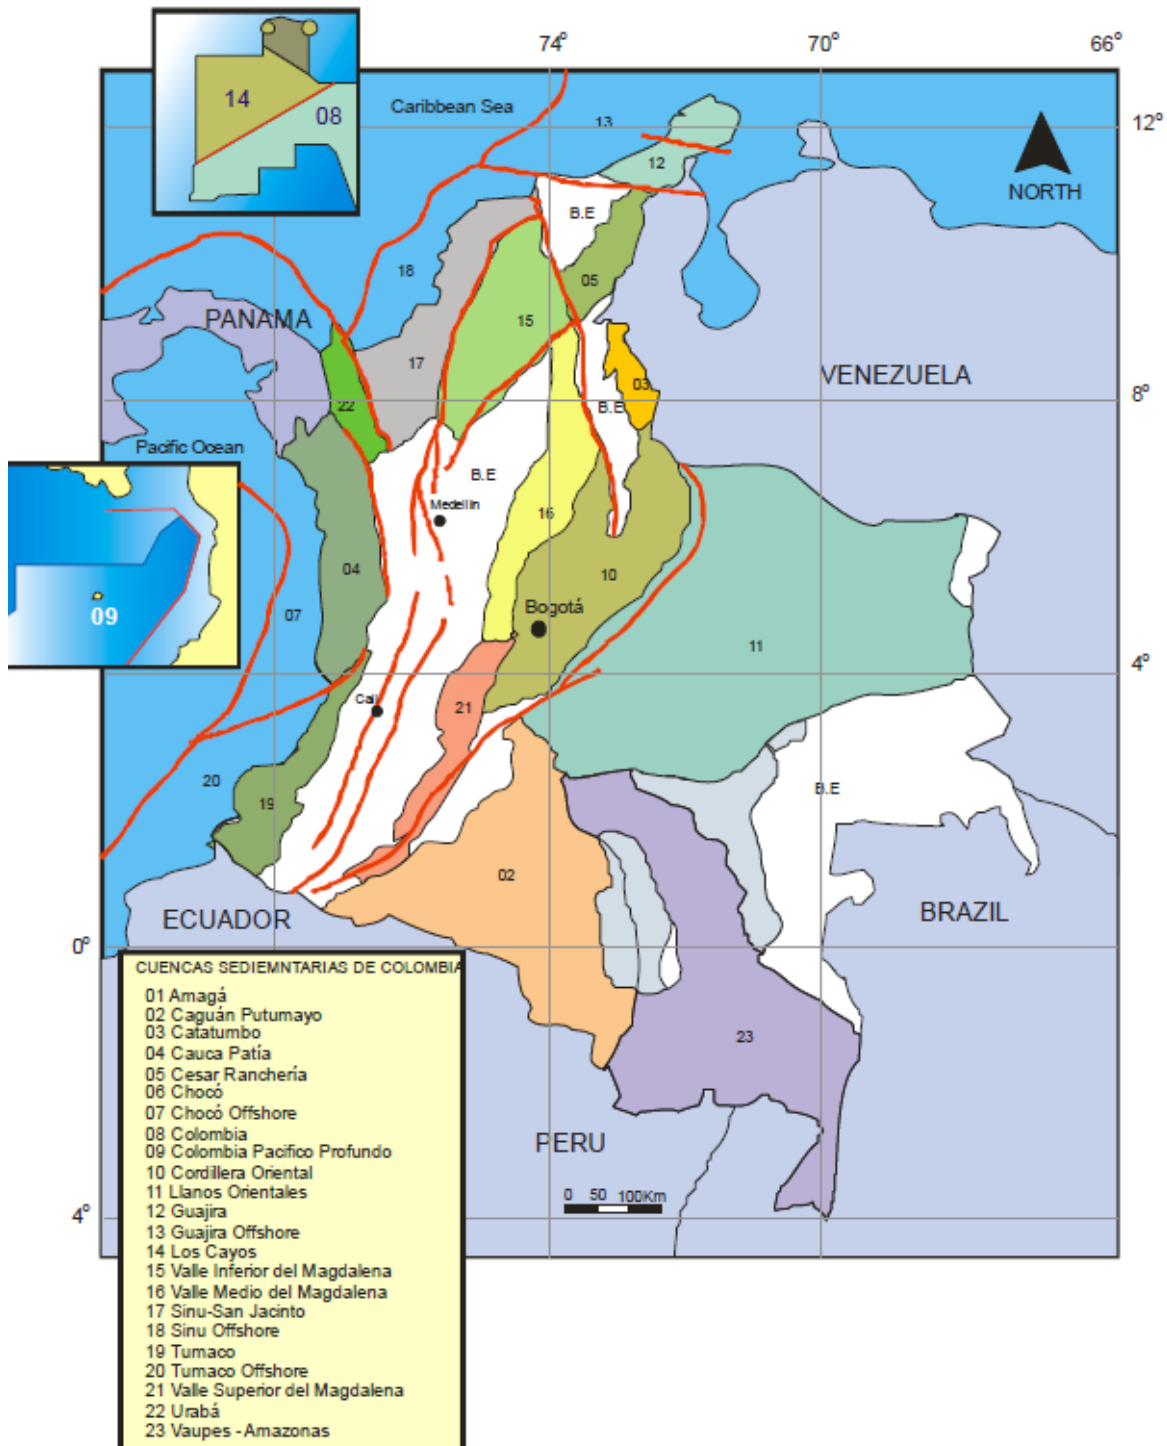 74°
70°
66°
14
08
Caribbean Sea
13
12°
12
NORTH
B.E
18
05
PANAMA
15
17
VENEZUELA
03
8°
22
B.E
Pacific Ocean
B.E
Medellín
16
04
10
09
07
Bogotá
11
4°
Cali
21
20
B.E
19
02
ECUADOR
BRAZIL
0°
CUENCAS SEDIEMNTARIAS DE COLOMBIA
01 Amagá
02 Caguán Putumayo
03 Catatumbo
04 Cauca Patía
05 Cesar Ranchería
06 Chocó
07 Chocó Offshore
08 Colombia
09 Colombia Pacifico Profundo
10 Cordillera Oriental
11 Llanos Orientales
12 Guajira
13 Guajira Offshore
14 Los Cayos
15 Valle Inferior del Magdalena
16 Valle Medio del Magdalena
17 Sinu-San Jacinto
18 Sinu Offshore
19 Tumaco
20 Tumaco Offshore
21 Valle Superior del Magdalena
22 Urabá
23 Vaupes - Amazonas
23
PERU
0 50 100Km
4°